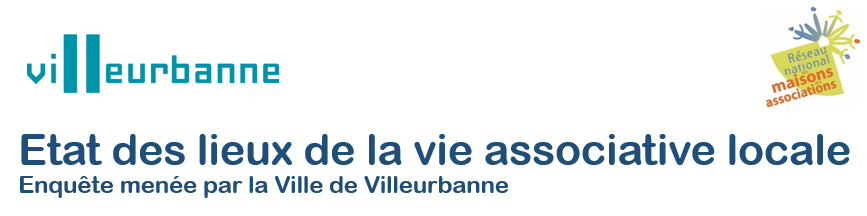 villeurbanne
Réseau
national
maisons
des
associations
Etat des lieux de la vie associative locale
Enquête menée par la Ville de Villeurbanne